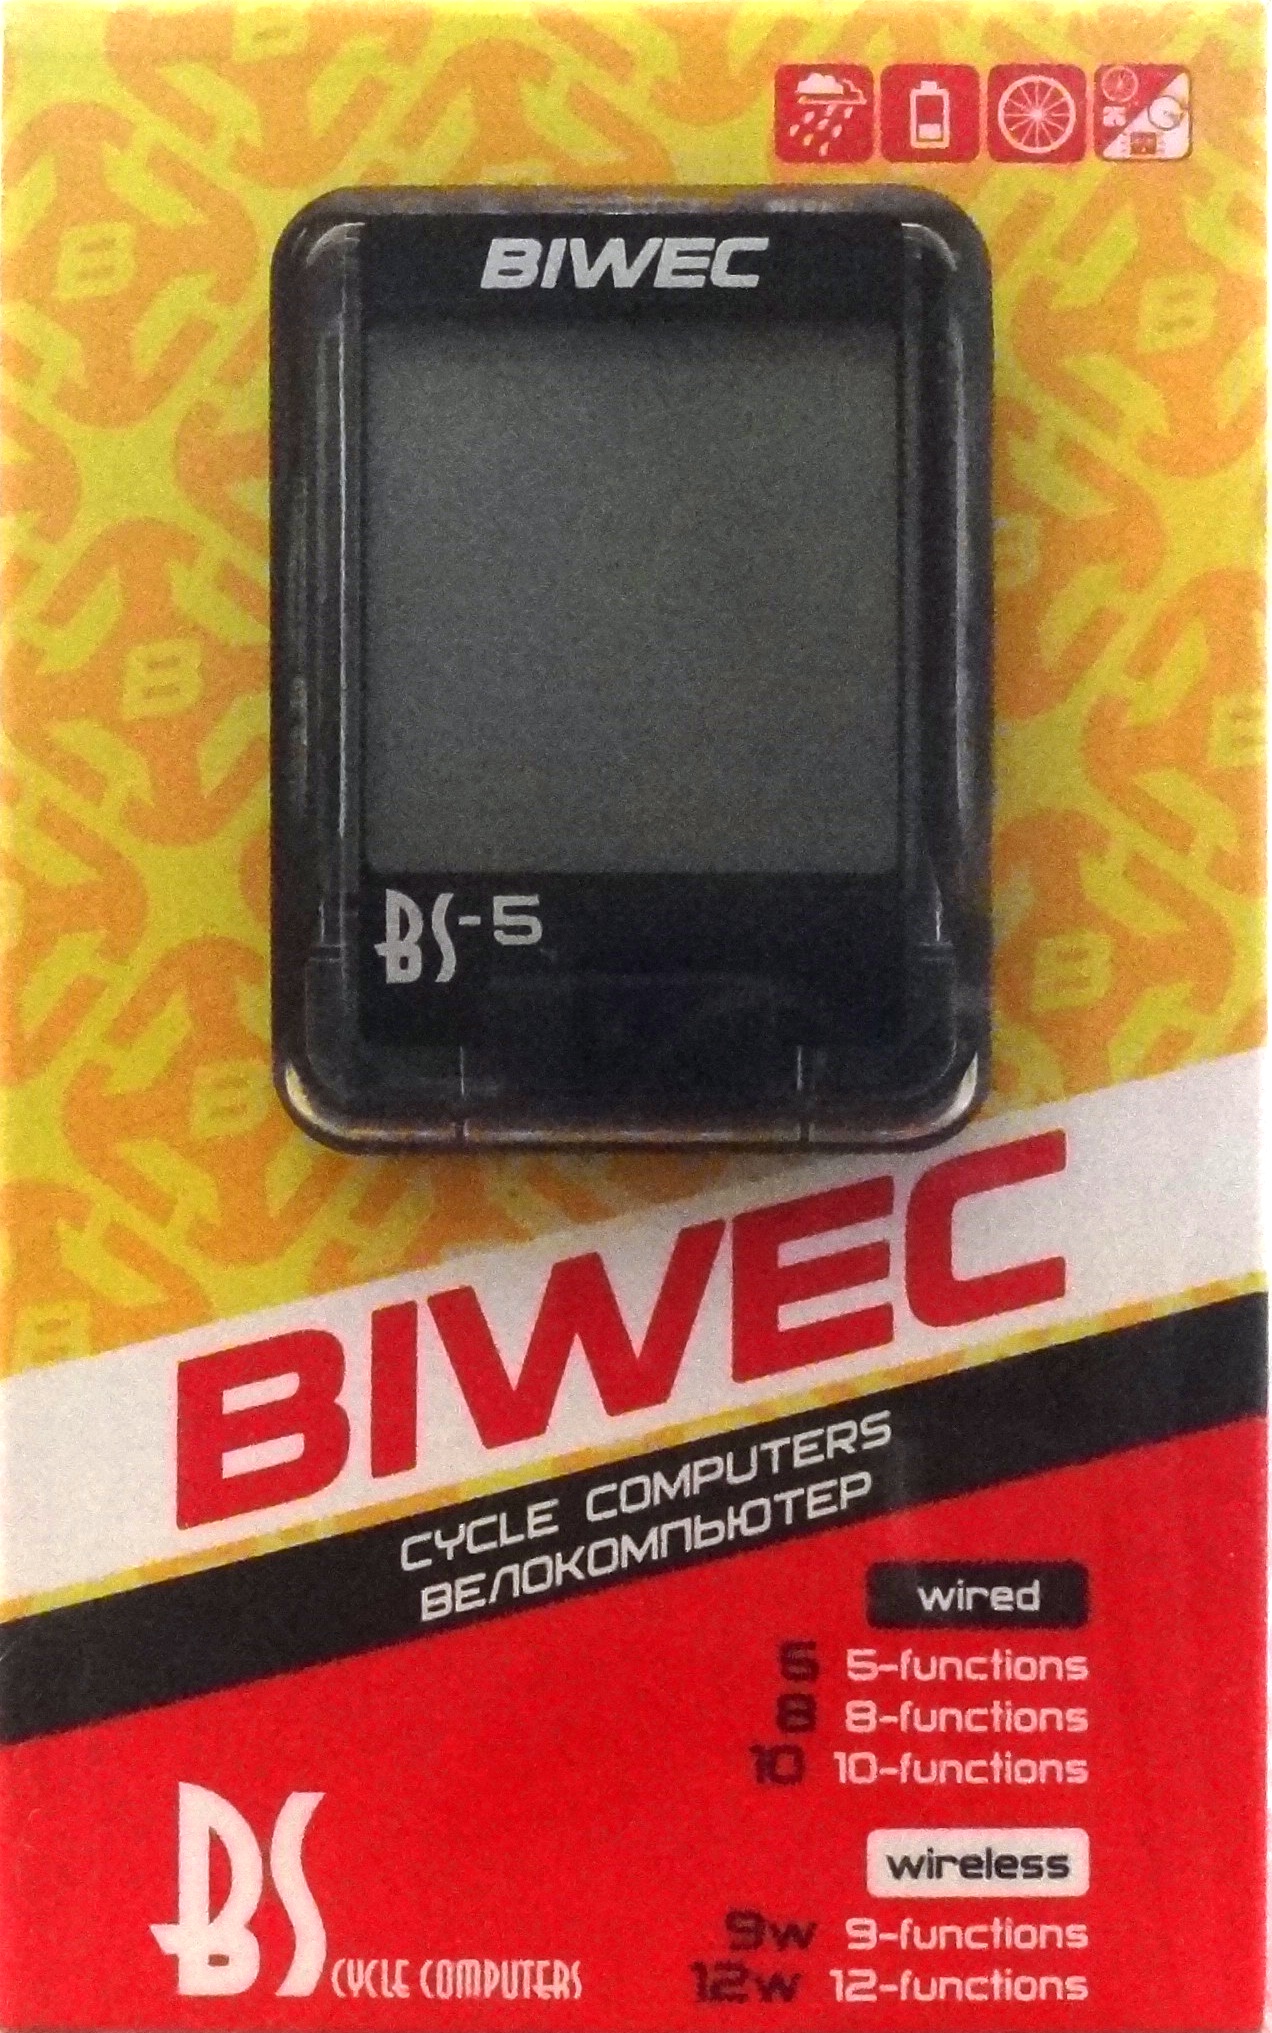 BIWEC
BS-5
BIWEC
CYCLE COMPUTERS
ВЕЛОКОМПЬЮТЕР
wired
5 5-functions
8 8-functions
10 10-functions
wireless
9w 9-functions
12w 12-functions
BS CYCLE COMPUTERS